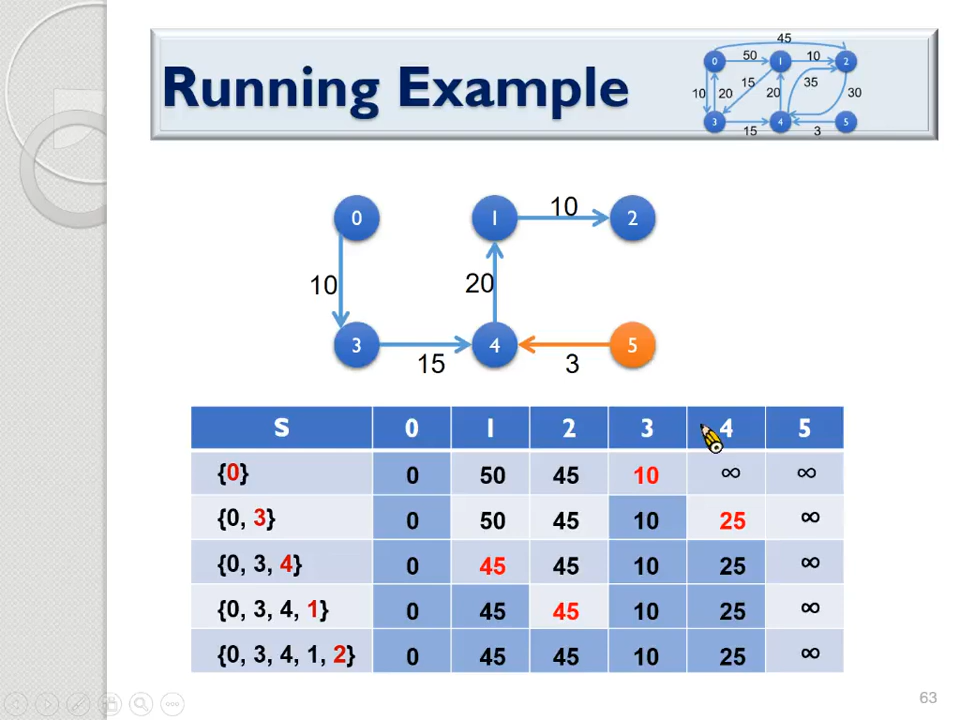 45
Running Example
0 50 1 10 2
10 20 15 20 35 30
3 15 4 3 5
0 1 10 2
10 20
3 15 4 3 5
S 0 1 2 3 4 5
{0} 0 50 45 10 ∞ ∞
{0, 3} 0 50 45 10 25 ∞
{0, 3, 4} 0 45 45 10 25 ∞
{0, 3, 4, 1} 0 45 45 10 25 ∞
{0, 3, 4, 1, 2} 0 45 45 10 25 ∞
63